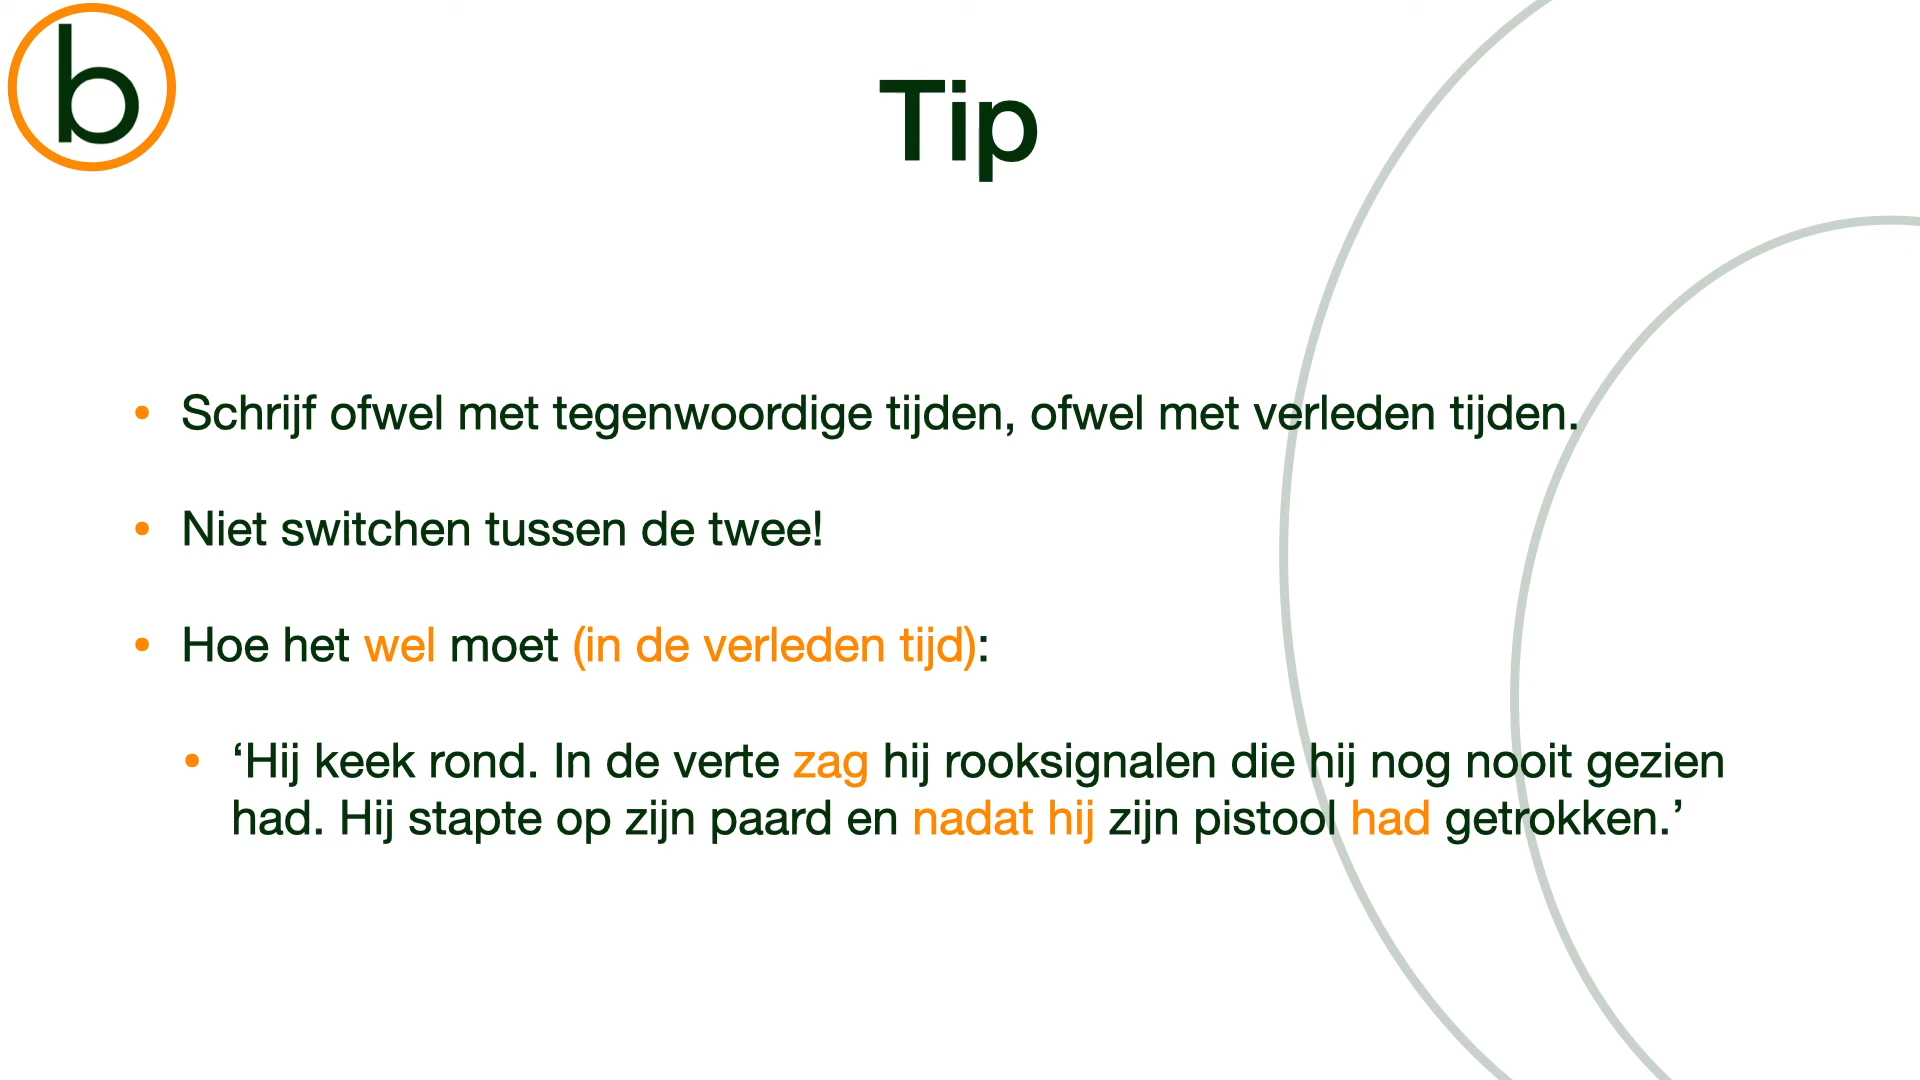 b
Tip
• Schrijf ofwel met tegenwoordige tijden, ofwel met verleden tijden.
• Niet switchen tussen de twee!
• Hoe het wel moet (in de verleden tijd):
• ‘Hij keek rond. In de verte zag hij rooksignalen die hij nog nooit gezien
had. Hij stapte op zijn paard en nadat hij zijn pistool had getrokken.’